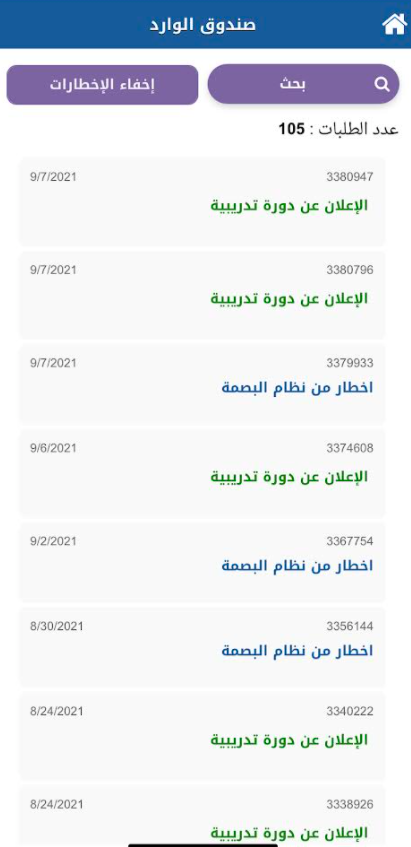 صندوق الوارد
بحث
إخفاء الإخطارات
عدد الطلبات : 105
3380947 9/7/2021
الإعلان عن دورة تدريبية
3380796 9/7/2021
الإعلان عن دورة تدريبية
3379933 9/7/2021
اخطار من نظام البصمة
3374608 9/6/2021
الإعلان عن دورة تدريبية
3367754 9/2/2021
اخطار من نظام البصمة
3356144 8/30/2021
اخطار من نظام البصمة
3340222 8/24/2021
الإعلان عن دورة تدريبية
3338926 8/24/2021
الإعلان عن دورة تدريبية